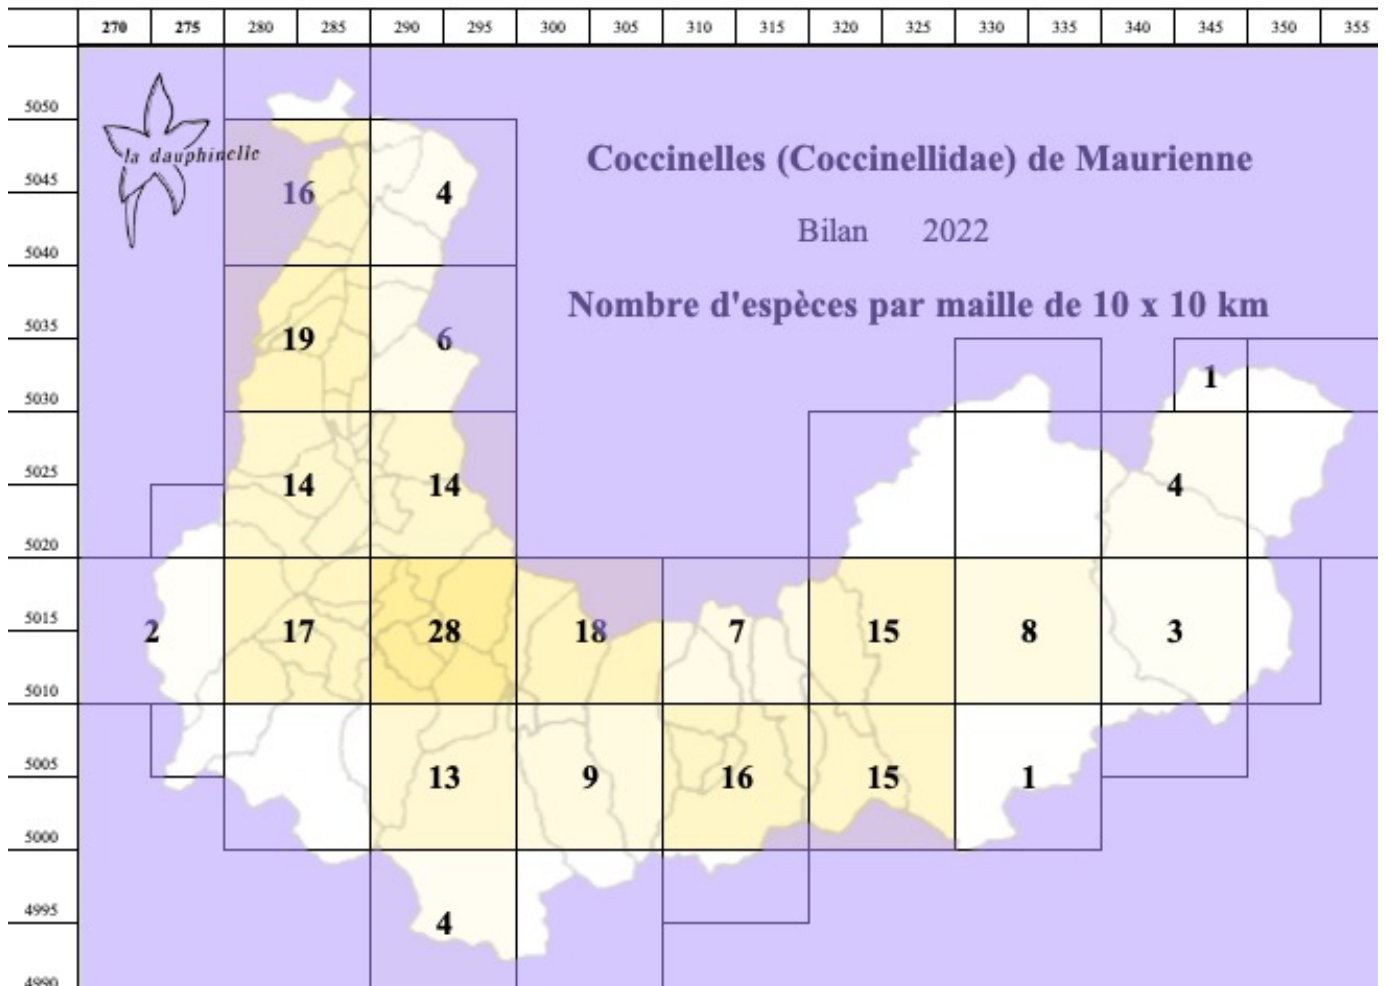 270 275 280 285 290 295 300 305 310 315 320 325 330 335 340 345 350 355
5050
la dauphinelle
Coccinelles (Coccinellidae) de Maurienne
5045
16 4
Bilan 2022
5040
Nombre d'espèces par maille de 10 x 10 km
5035
19 6
1
5030
5025
14 14 4
5020
5015
2 17 28 18 7 15 8 3
5010
5005
13 9 16 15 1
5000
4995
4
4990